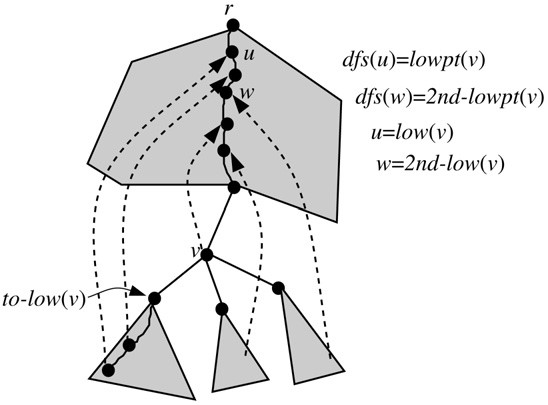 r
u
dfs(u)=lowpt(v)
w
dfs(w)=2nd-lowpt(v)
u=low(v)
w=2nd-low(v)
v
to-low(v)